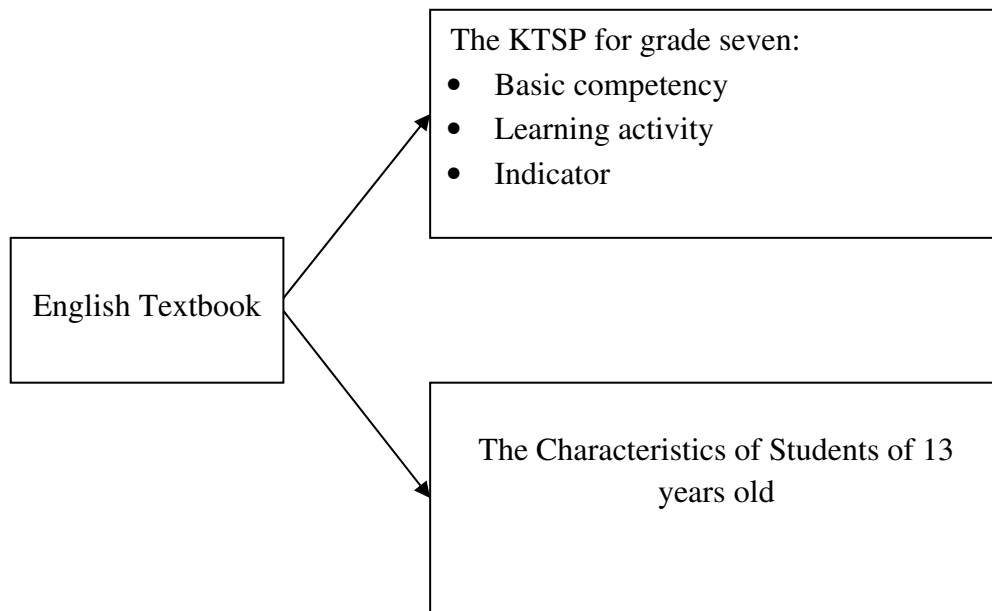 The KTSP for grade seven:
• Basic competency
• Learning activity
• Indicator
English Textbook
The Characteristics of Students of 13
years old